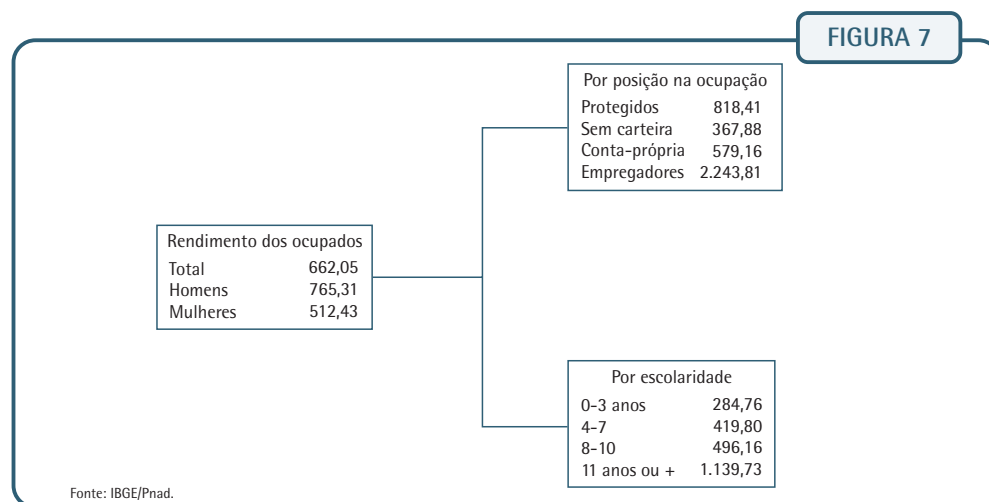 FIGURA 7
Por posição na ocupação
Protegidos 818,41
Sem carteira 367,88
Conta-própria 579,16
Empregadores 2.243,81
Rendimento dos ocupados
Total 662,05
Homens 765,31
Mulheres 512,43
Por escolaridade
0-3 anos 284,76
4-7 419,80
8-10 496,16
11 anos ou + 1.139,73
Fonte: IBGE/Pnad.